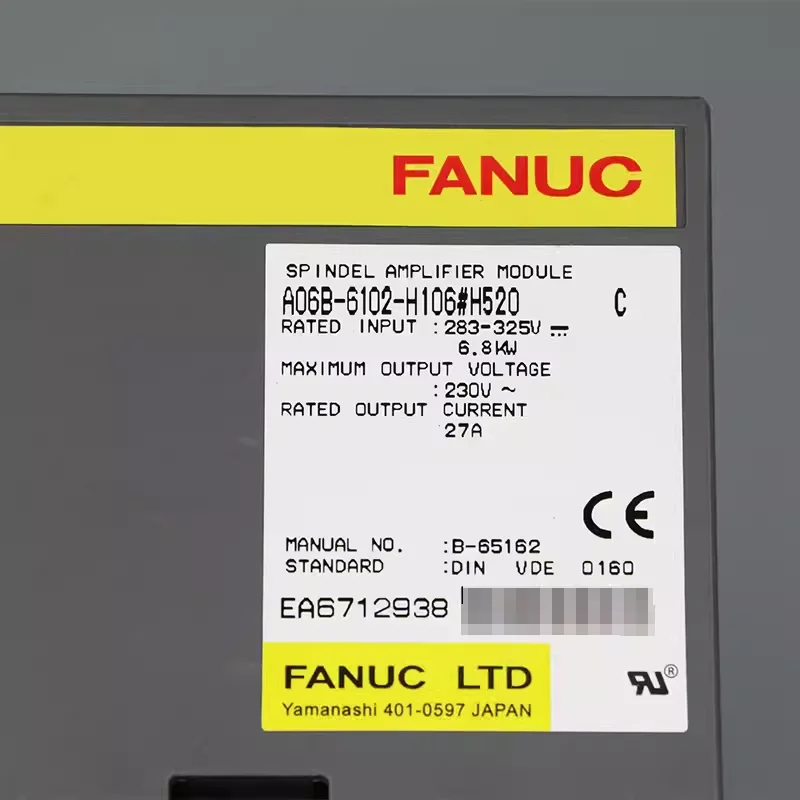 FANUC
SPINDEL AMPLIFIER MODULE
A06B-6102-H106#H520 C
RATED INPUT :283-325V ⎓
6.8KW
MAXIMUM OUTPUT VOLTAGE
:230V ~
RATED OUTPUT CURRENT
27A
CE
MANUAL NO. :B-65162
STANDARD :DIN VDE 0160
EA6712938
FANUC LTD
Yamanashi 401-0597 JAPAN
RU®